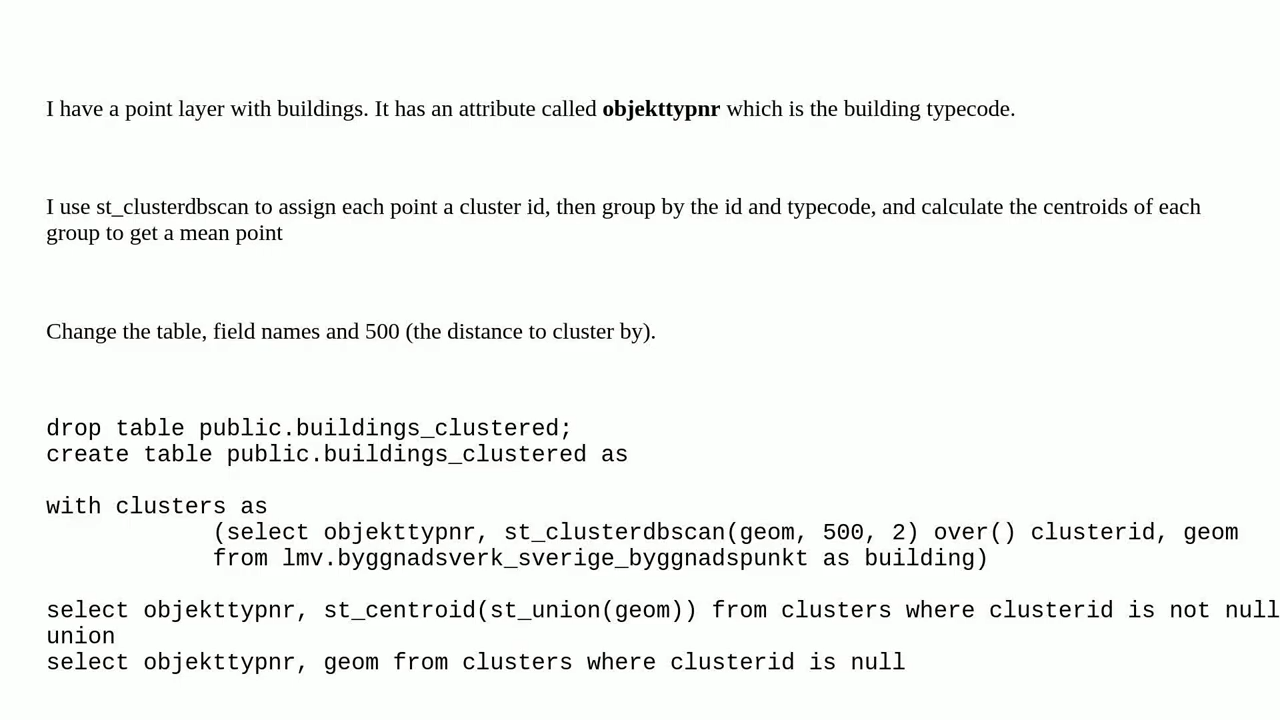 I have a point layer with buildings. It has an attribute called objekttypnr which is the building typecode.
I use st_clusterdbscan to assign each point a cluster id, then group by the id and typecode, and calculate the centroids of each
group to get a mean point
Change the table, field names and 500 (the distance to cluster by).
drop table public.buildings_clustered;
create table public.buildings_clustered as
with clusters as
(select objekttypnr, st_clusterdbscan(geom, 500, 2) over() clusterid, geom
from lmv.byggnadsverk_sverige_byggnadspunkt as building)
select objekttypnr, st_centroid(st_union(geom)) from clusters where clusterid is not null
union
select objekttypnr, geom from clusters where clusterid is null